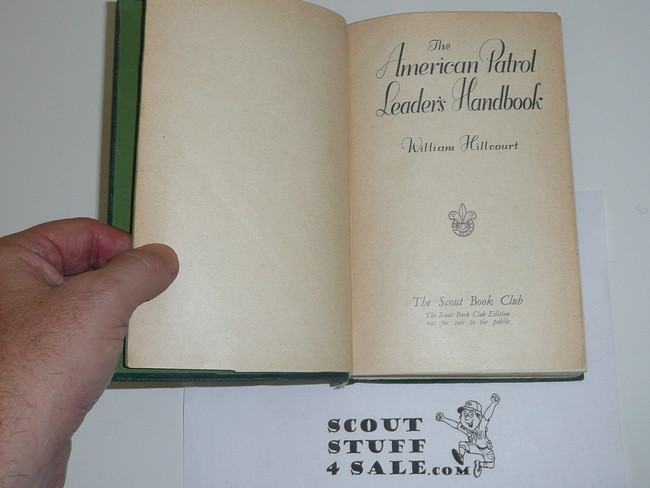 The
American Patrol
Leader's Handbook
William Hillcourt
The Scout Book Club
The Scout Book Club Edition
not for sale to the public
SCOUT
STUFF
4 SALE.COM